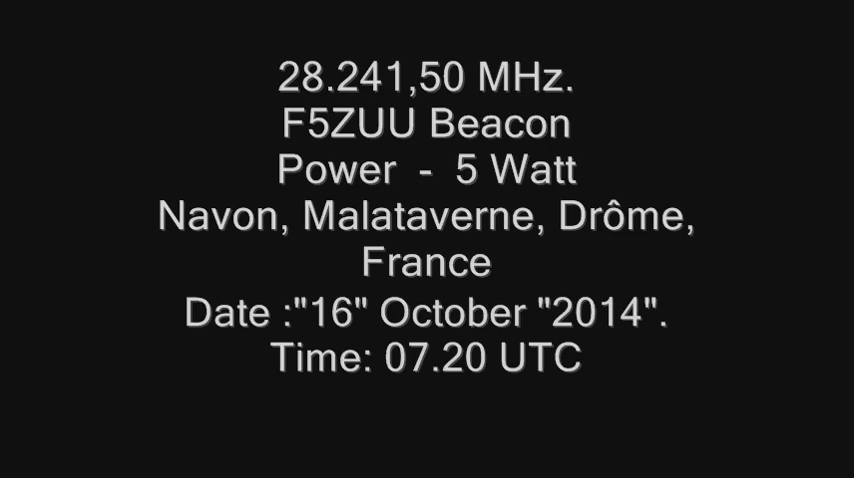 28.241,50 MHz.
F5ZUU Beacon
Power - 5 Watt
Navon, Malataverne, Drôme,
France
Date :"16" October "2014".
Time: 07.20 UTC